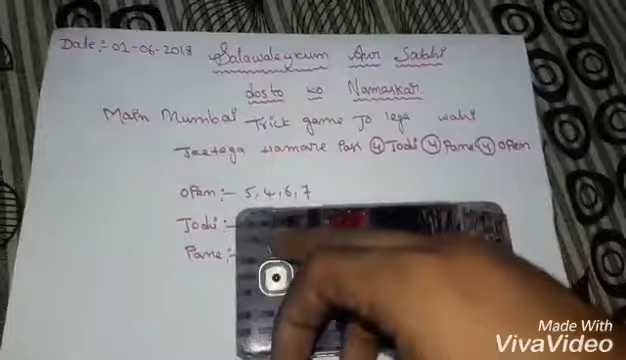 Date:- 01-06-2018 Salawaleykum Aur Sabhi
dosto ko Namaskar
Main Mumbai Trick game Jo lega wahi
Jeetega Hamare Pass 4 Jodi 4 Pane 4 Open
Open:- 5, 4, 6, 7
Jodi:-
Pane:-
Made With
VivaVideo